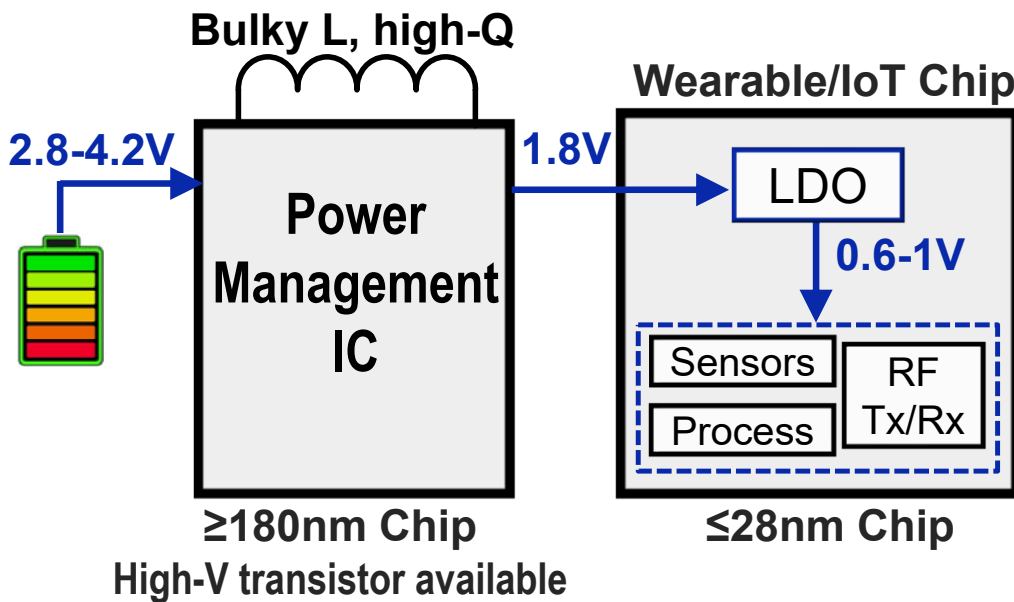 Bulky L, high-Q
Wearable/IoT Chip
2.8-4.2V
1.8V
Power
Management
IC
LDO
0.6-1V
Sensors
Process
RF
Tx/Rx
≥180nm Chip
High-V transistor available
≤28nm Chip